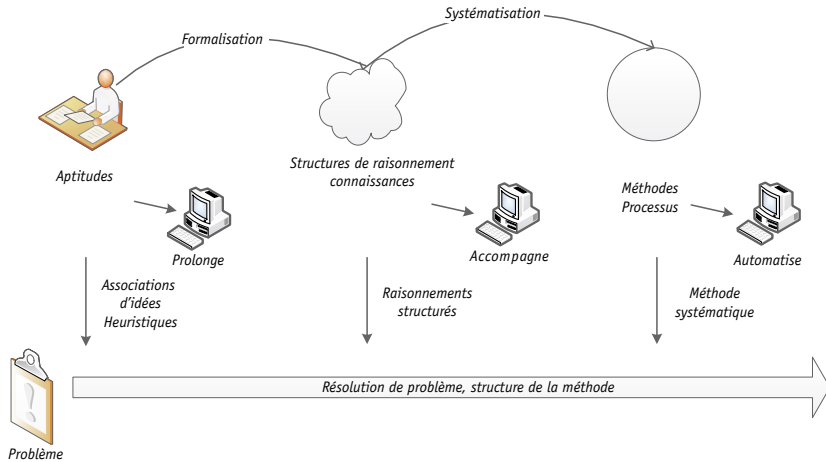 Systématisation
Formalisation
Aptitudes
Structures de raisonnement
connaissances
Méthodes
Processus
Prolonge
Accompagne
Automatise
Associations
d'idées
Heuristiques
Raisonnements
structurés
Méthode
systématique
Résolution de problème, structure de la méthode
Problème